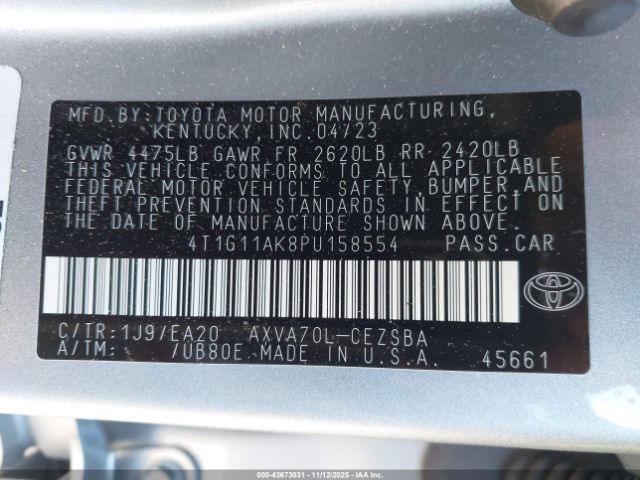 MFD.BY:TOYOTA MOTOR MANUFACTURING,
KENTUCKY,INC.04/23
GVWR 4475LB GAWR FR 2620LB RR 2420LB
THIS VEHICLE CONFORMS TO ALL APPLICABLE
FEDERAL MOTOR VEHICLE SAFETY,BUMPER,AND
THEFT PREVENTION STANDARDS IN EFFECT ON
THE DATE OF MANUFACTURE SHOWN ABOVE.
4T1G11AK8PU158554 PASS.CAR
C/TR:1J9/EA20 AXVA70L-CEZSBA
A/TM: /UB80E.MADE IN U.S.A. 45661
000-43673031 - 11/12/2025 - IAAI.COM